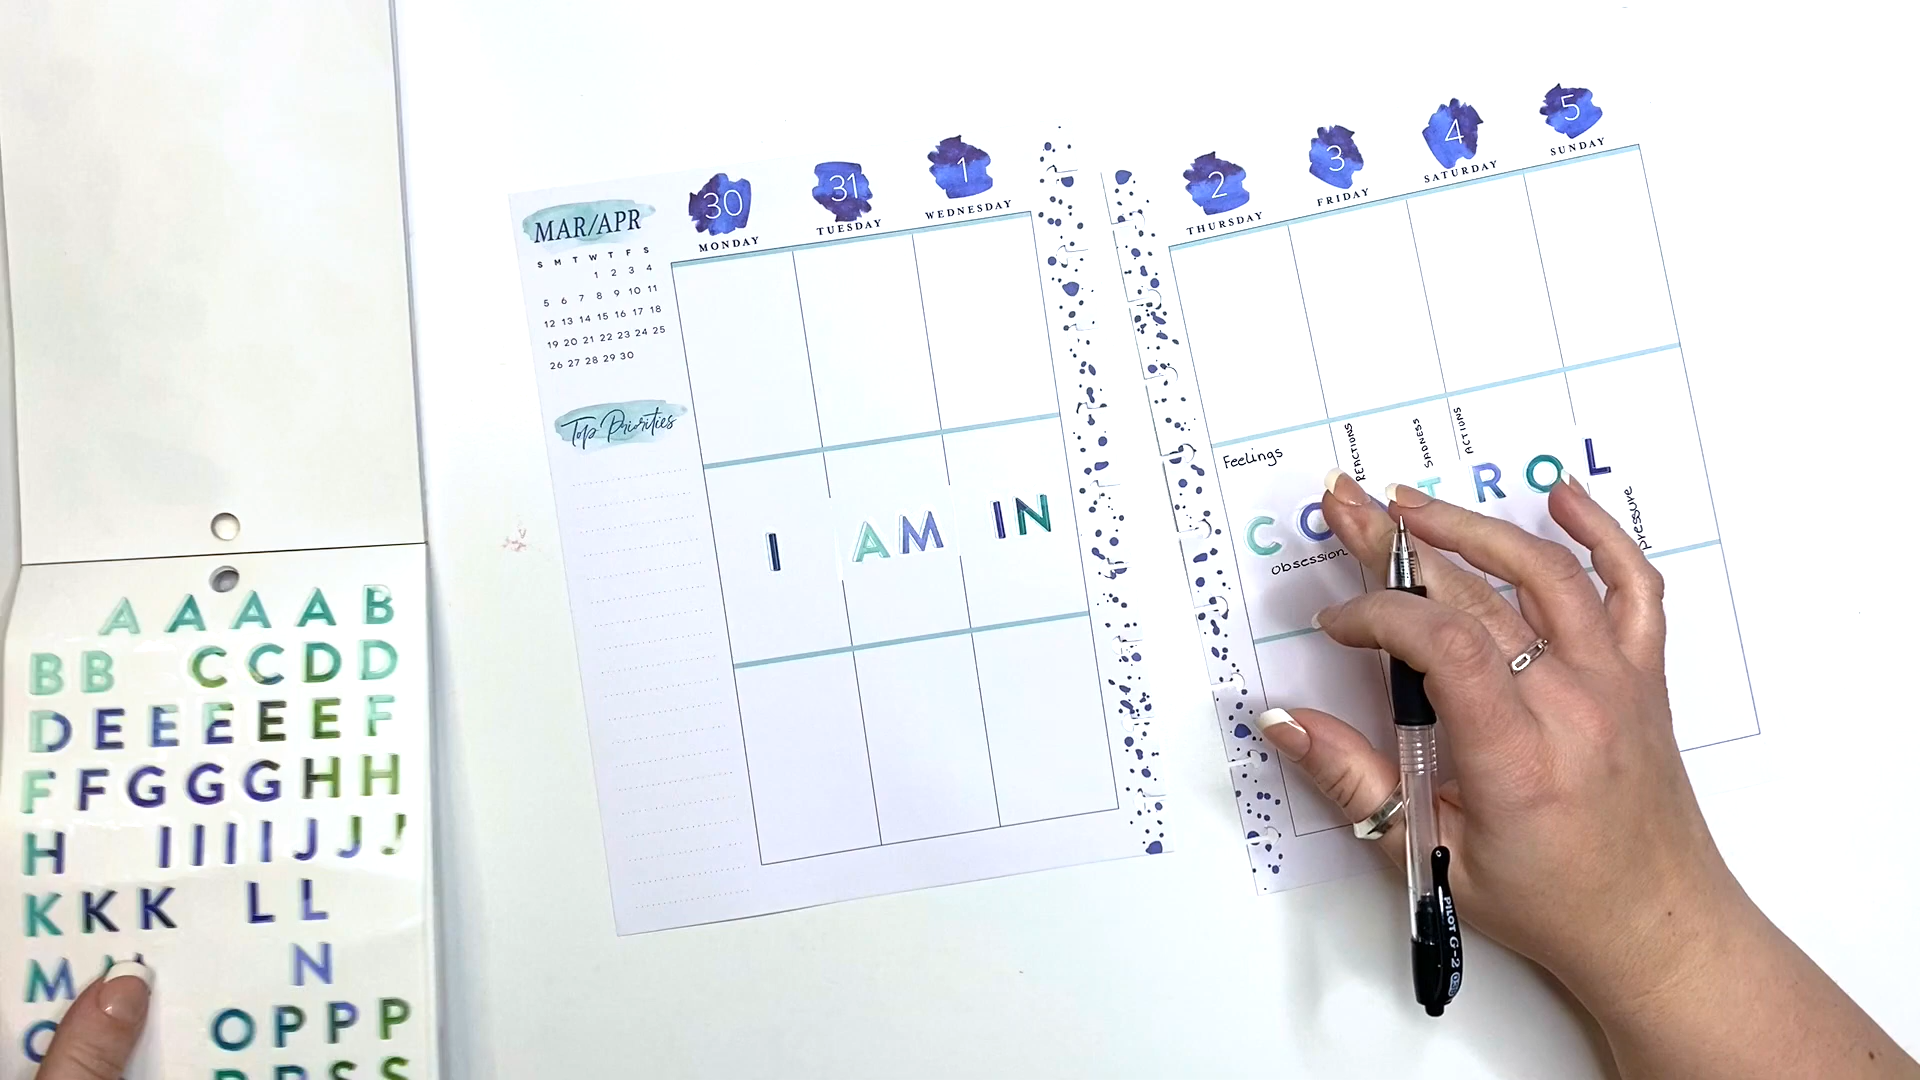 MAR/APR
S M T W T F S
1 2 3 4
5 6 7 8 9 10 11
12 13 14 15 16 17 18
19 20 21 22 23 24 25
26 27 28 29 30
Top Priorities
30
MONDAY
31
TUESDAY
1
WEDNESDAY
I AM IN
2
THURSDAY
3
FRIDAY
4
SATURDAY
5
SUNDAY
Feelings
REACTIONS
SADNESS
ACTIONS
C O T R O L
Obsession
pressure
PILOT G-2
A A A A B
B B C C D D
D E E E E E F
F F G G G H H
H I I I I J J J
K K K L L
M N
O P P P
S S